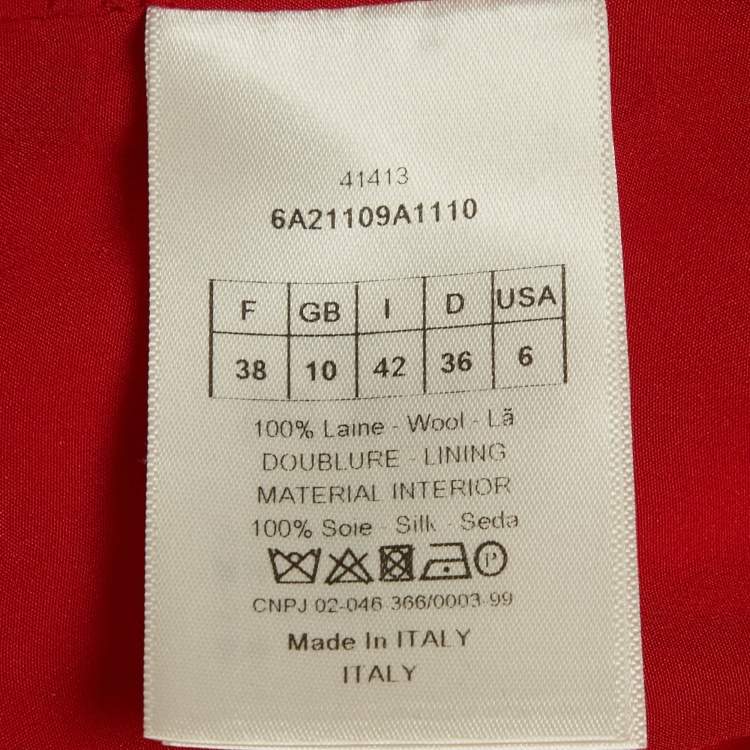 41413
6A21109A1110
F GB I D USA
38 10 42 36 6
100% Laine - Wool - Lã
DOUBLURE - LINING
MATERIAL INTERIOR
100% Soie - Silk - Seda
P
CNPJ 02-046 366/0003-99
Made In ITALY
ITALY